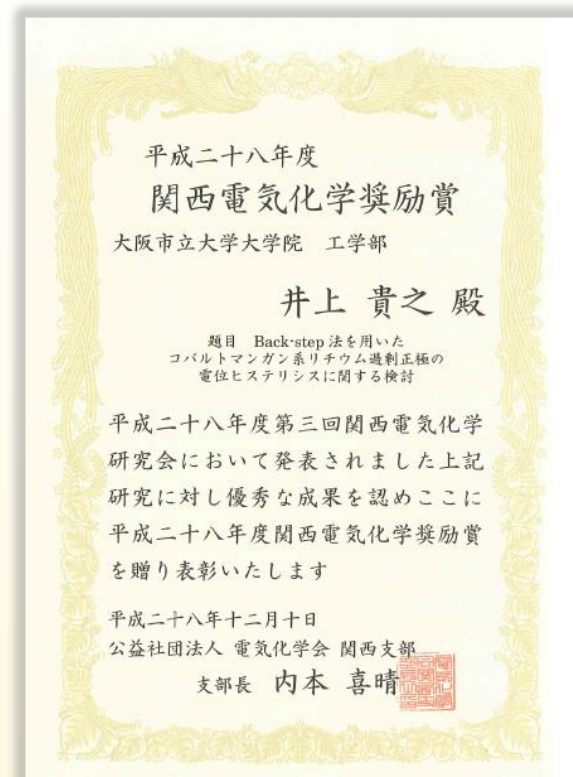 平成二十八年度
関西電気化学奨励賞
大阪市立大学大学院 工学部
井上 貴之 殿
題目 Back-step 法を用いた
コバルトマンガン系リチウム過剰正極の
電位ヒステリシスに関する検討
平成二十八年度第三回関西電気化学
研究会において発表されました上記
研究に対し優秀な成果を認めここに
平成二十八年度関西電気化学奨励賞
を贈り表彰いたします
平成二十八年十二月十日
公益社団法人 電気化学会 関西支部
支部長 内本 喜晴